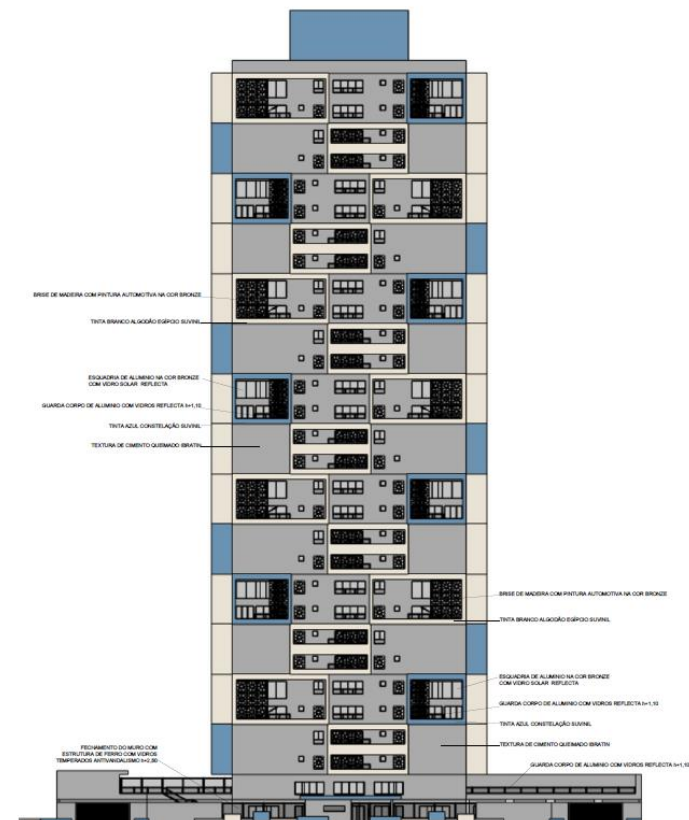 BRISE DE MADEIRA COM PINTURA AUTOMOTIVA NA COR BRONZE
TINTA BRANCO ALGODÃO EGÍPCIO SUVINIL
ESQUADRIA DE ALUMINIO NA COR BRONZE
COM VIDRO SOLAR REFLECTA
GUARDA CORPO DE ALUMINIO COM VIDROS REFLECTA h=1,10
TINTA AZUL CONSTELAÇÃO SUVINIL
TEXTURA DE CIMENTO QUEIMADO IBRATIN
BRISE DE MADEIRA COM PINTURA AUTOMOTIVA NA COR BRONZE
TINTA BRANCO ALGODÃO EGÍPCIO SUVINIL
ESQUADRIA DE ALUMINIO NA COR BRONZE
COM VIDRO SOLAR REFLECTA
GUARDA CORPO DE ALUMINIO COM VIDROS REFLECTA h=1,10
TINTA AZUL CONSTELAÇÃO SUVINIL
TEXTURA DE CIMENTO QUEIMADO IBRATIN
FECHAMENTO DO MURO COM
ESTRUTURA DE FERRO COM VIDROS
TEMPERADOS ANTIVANDALISMO h=2,50
GUARDA CORPO DE ALUMINIO COM VIDROS REFLECTA h=1,10